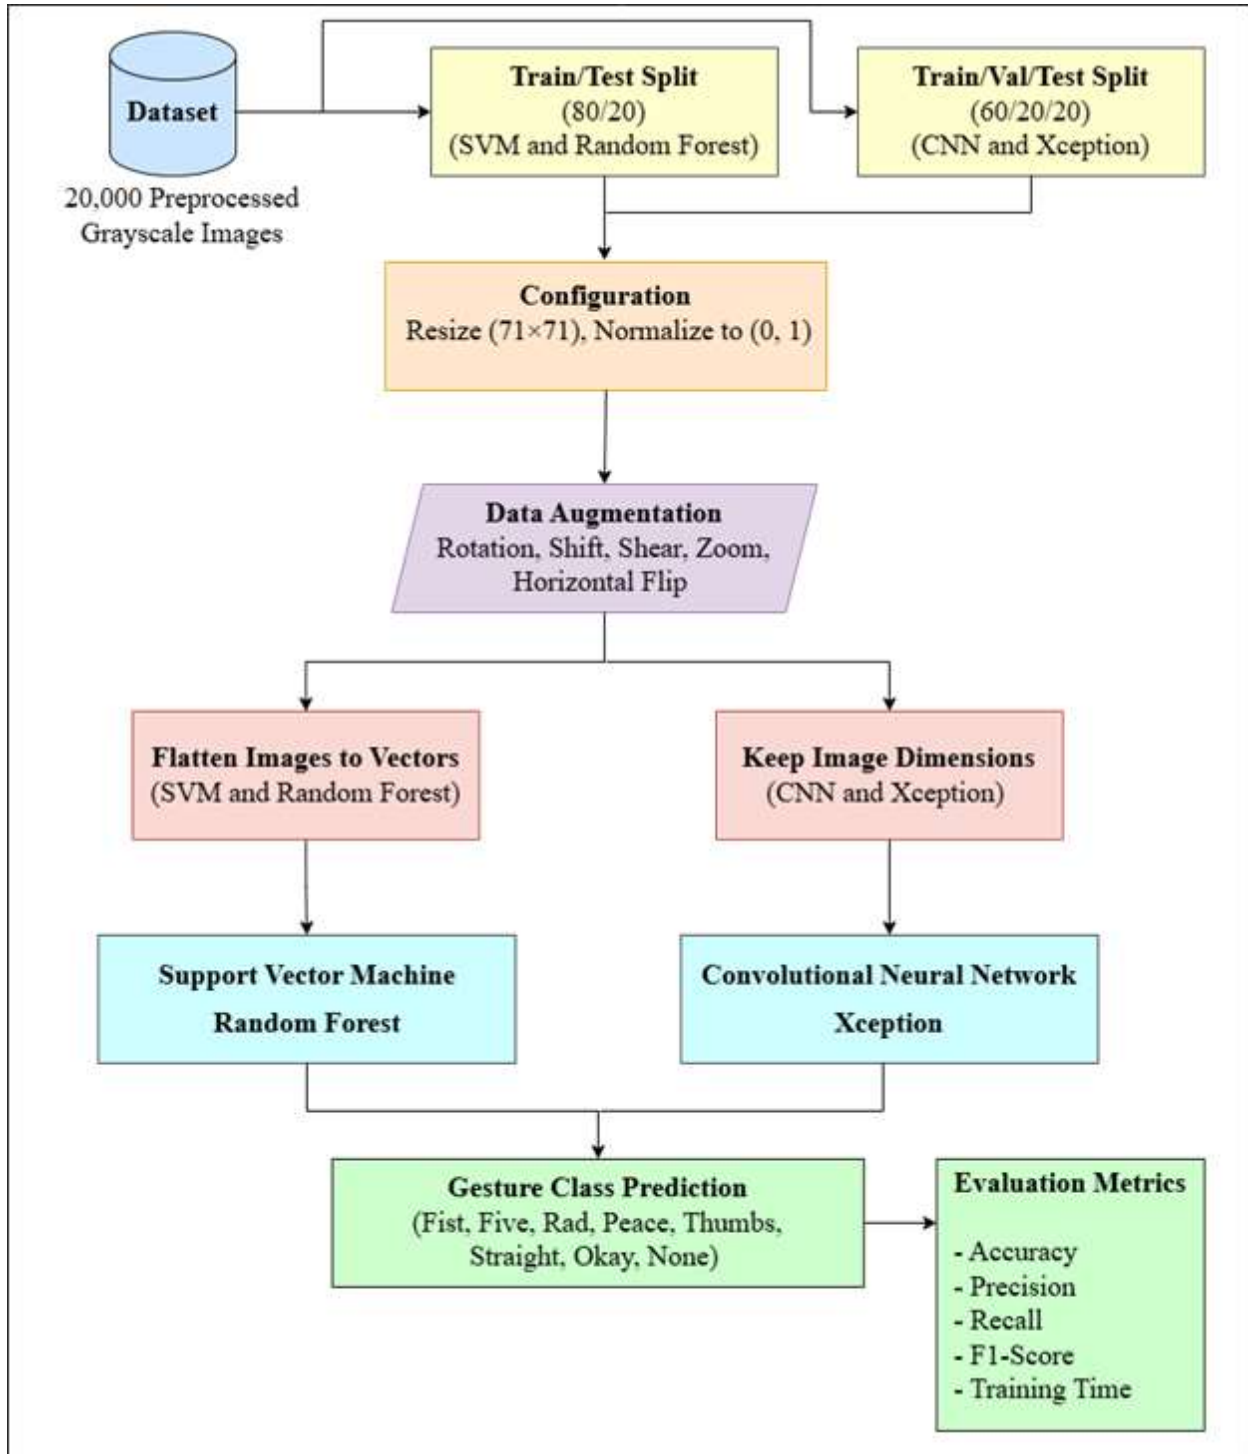 Dataset
20,000 Preprocessed
Grayscale Images
Train/Test Split
(80/20)
(SVM and Random Forest)
Train/Val/Test Split
(60/20/20)
(CNN and Xception)
Configuration
Resize (71×71), Normalize to (0, 1)
Data Augmentation
Rotation, Shift, Shear, Zoom,
Horizontal Flip
Flatten Images to Vectors
(SVM and Random Forest)
Keep Image Dimensions
(CNN and Xception)
Support Vector Machine
Random Forest
Convolutional Neural Network
Xception
Gesture Class Prediction
(Fist, Five, Rad, Peace, Thumbs,
Straight, Okay, None)
Evaluation Metrics
- Accuracy
- Precision
- Recall
- F1-Score
- Training Time